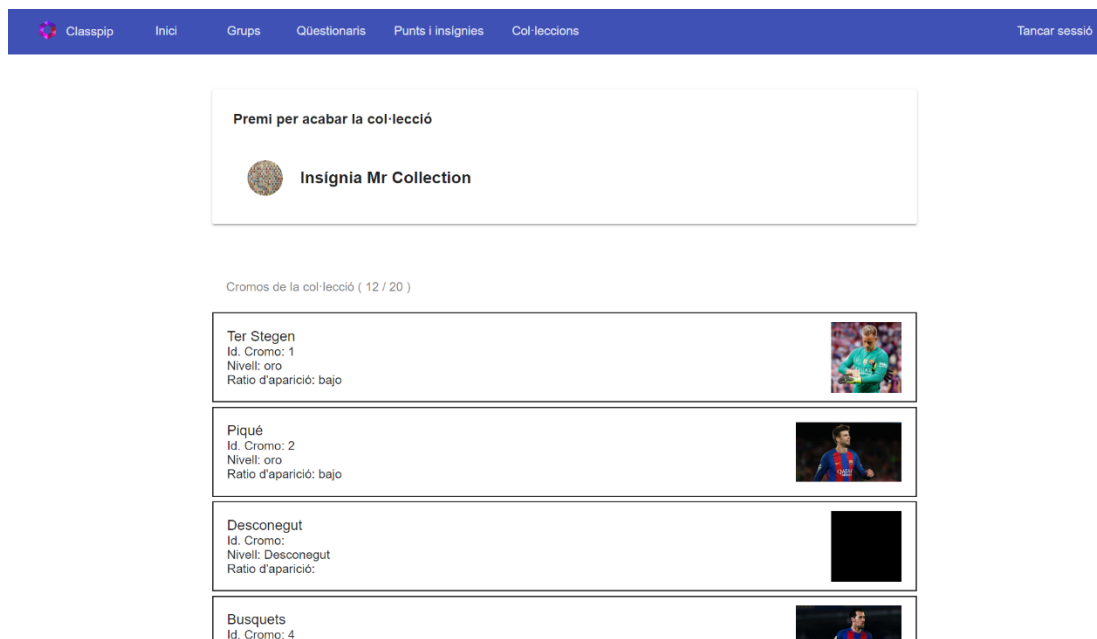 Classpip Inici Grups Qüestionaris Punts i insígnies Col·leccions Tancar sessió
Premi per acabar la col·lecció
Insígnia Mr Collection
Cromos de la col·lecció ( 12 / 20 )
Ter Stegen
Id. Cromo: 1
Nivell: oro
Ratio d'aparició: bajo
Piqué
Id. Cromo: 2
Nivell: oro
Ratio d'aparició: bajo
Desconegut
Id. Cromo:
Nivell: Desconegut
Ratio d'aparició:
Busquets
Id. Cromo: 4